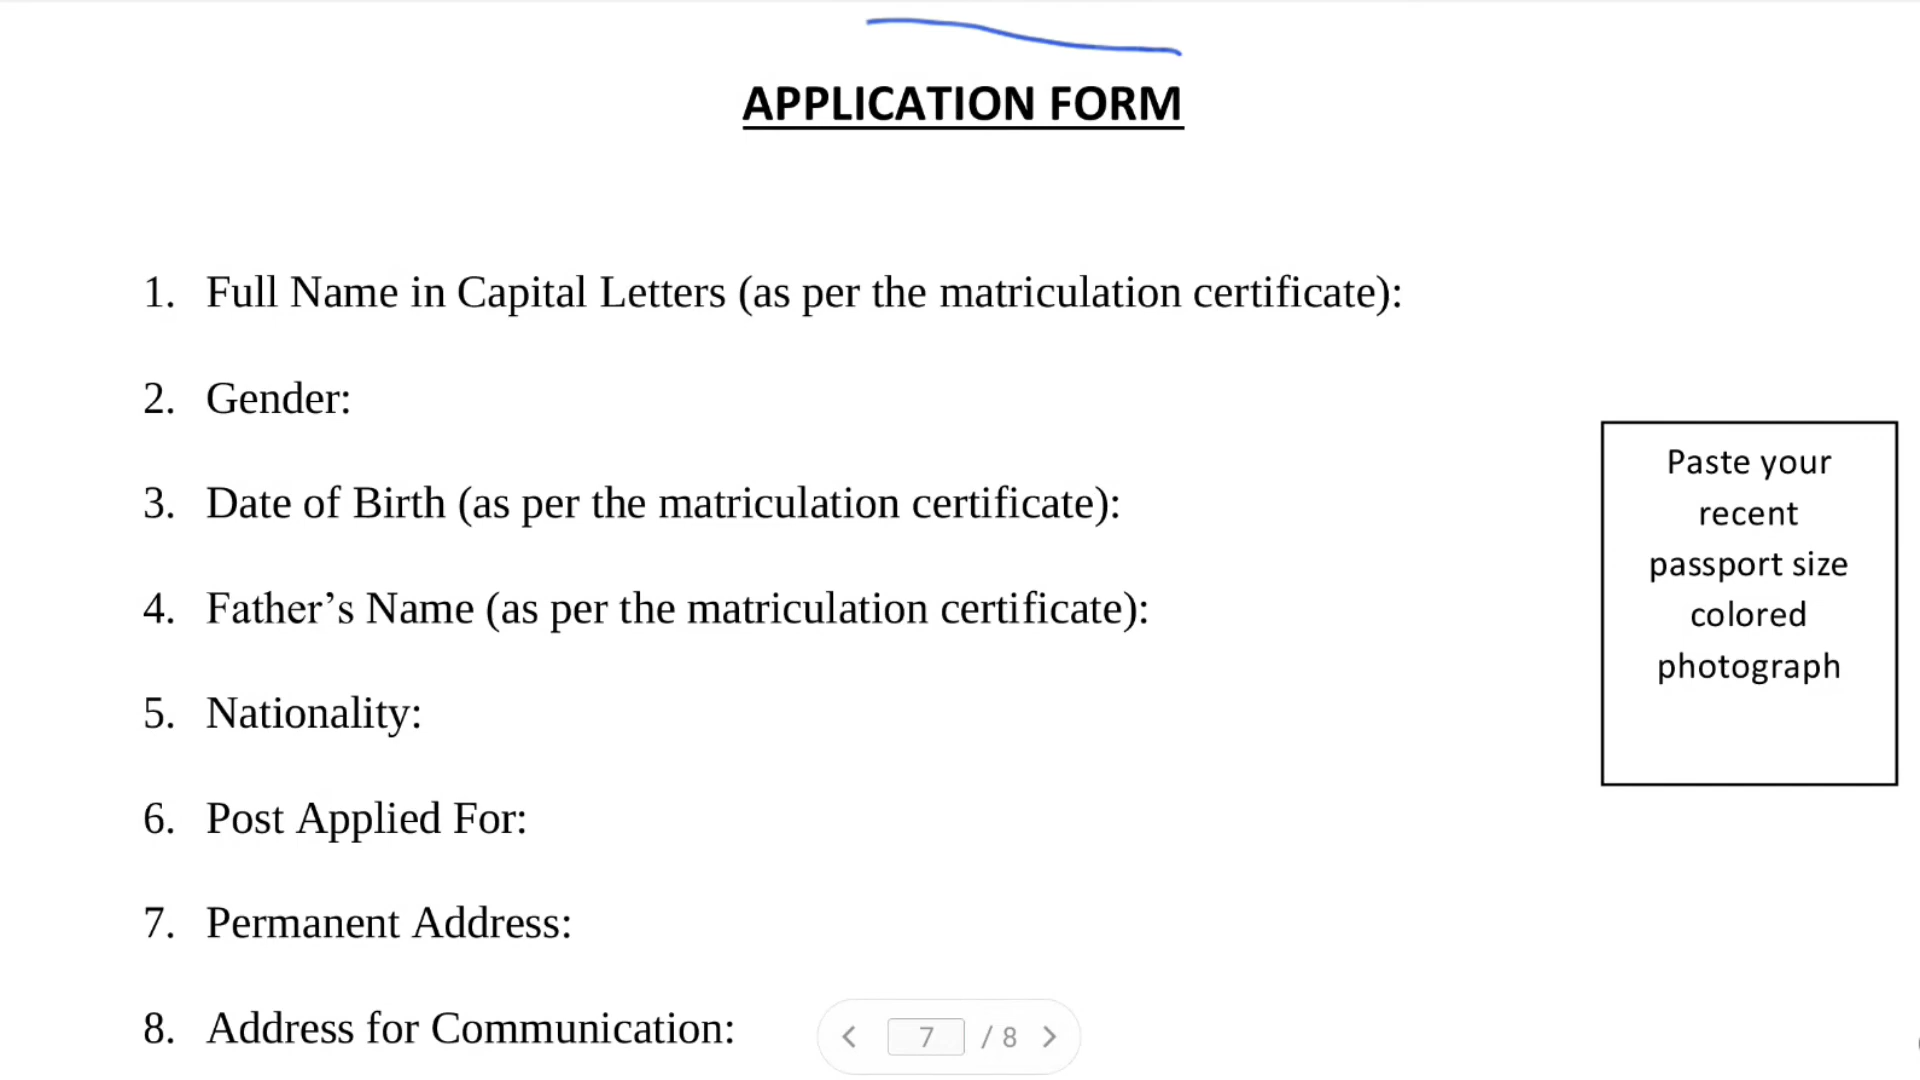 APPLICATION FORM
1. Full Name in Capital Letters (as per the matriculation certificate):
2. Gender:
3. Date of Birth (as per the matriculation certificate):
4. Father’s Name (as per the matriculation certificate):
5. Nationality:
6. Post Applied For:
7. Permanent Address:
8. Address for Communication:
Paste your
recent
passport size
colored
photograph
7 / 8